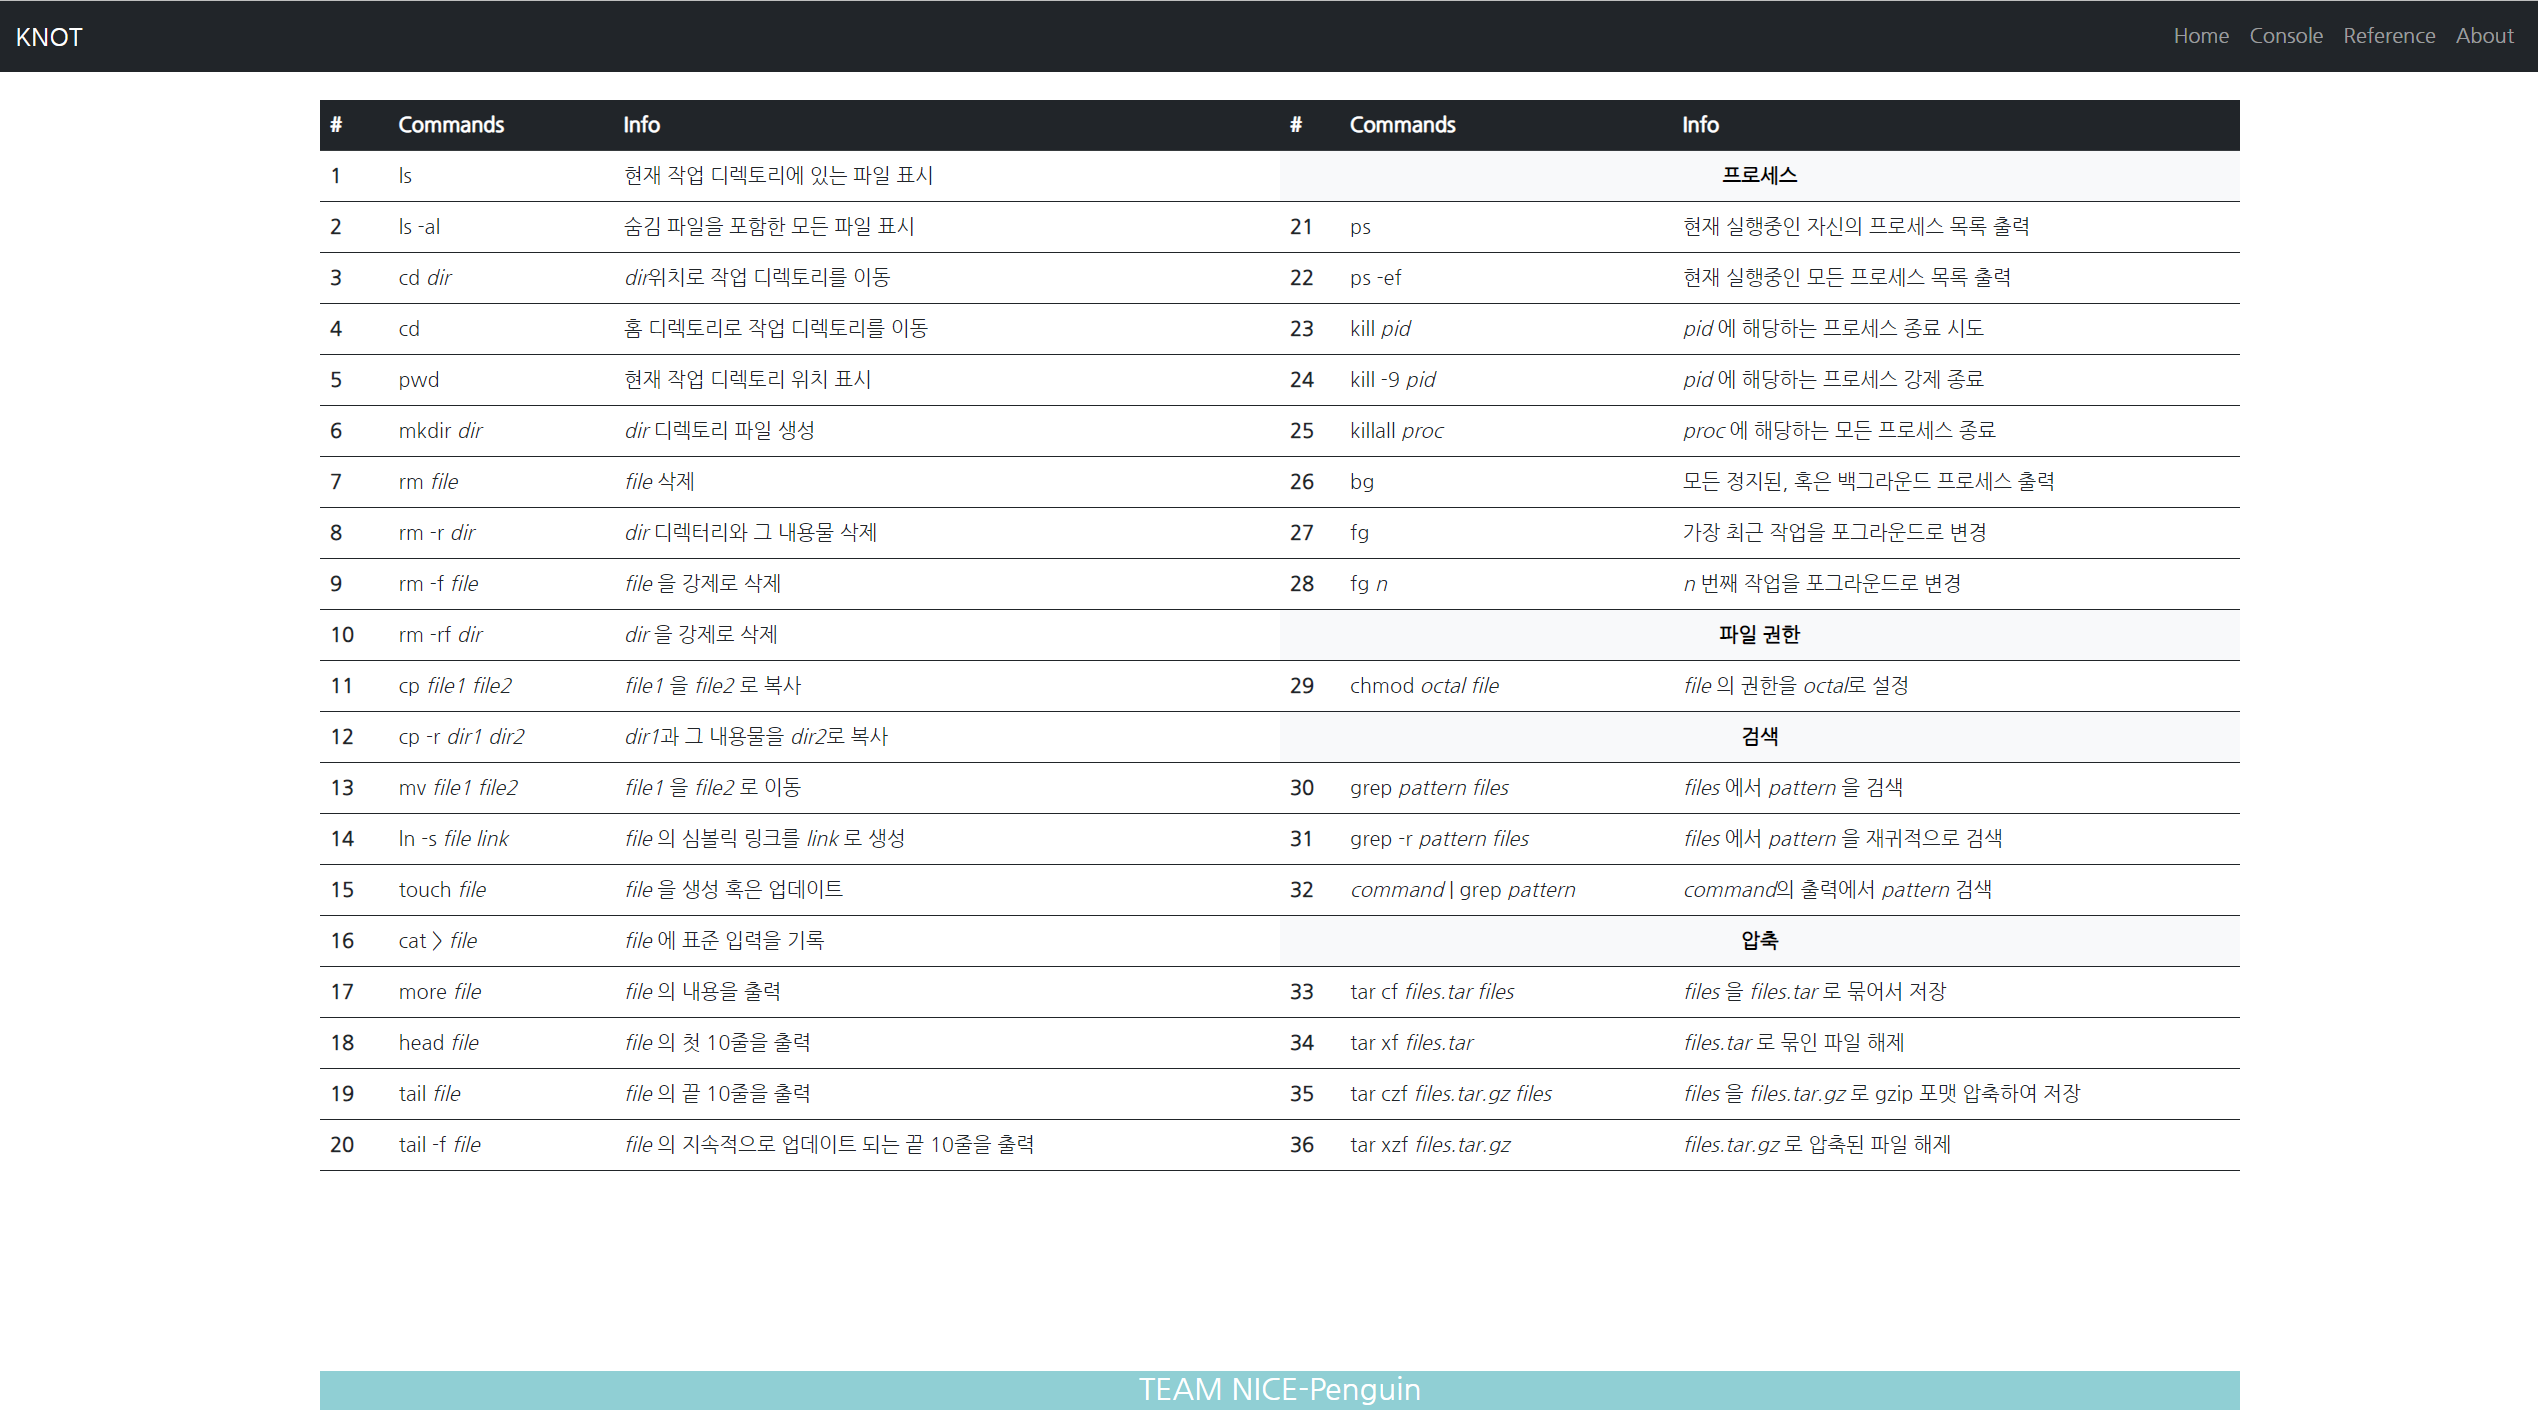 KNOT Home Console Reference About
# Commands Info
1 ls 현재 작업 디렉토리에 있는 파일 표시
2 ls -al 숨김 파일을 포함한 모든 파일 표시
3 cd dir dir위치로 작업 디렉토리를 이동
4 cd 홈 디렉토리로 작업 디렉토리를 이동
5 pwd 현재 작업 디렉토리 위치 표시
6 mkdir dir dir 디렉토리 파일 생성
7 rm file file 삭제
8 rm -r dir dir 디렉터리와 그 내용물 삭제
9 rm -f file file 을 강제로 삭제
10 rm -rf dir dir 을 강제로 삭제
11 cp file1 file2 file1 을 file2 로 복사
12 cp -r dir1 dir2 dir1과 그 내용물을 dir2로 복사
13 mv file1 file2 file1 을 file2 로 이동
14 ln -s file link file 의 심볼릭 링크를 link 로 생성
15 touch file file 을 생성 혹은 업데이트
16 cat > file file 에 표준 입력을 기록
17 more file file 의 내용을 출력
18 head file file 의 첫 10줄을 출력
19 tail file file 의 끝 10줄을 출력
20 tail -f file file 의 지속적으로 업데이트 되는 끝 10줄을 출력
# Commands Info
프로세스
21 ps 현재 실행중인 자신의 프로세스 목록 출력
22 ps -ef 현재 실행중인 모든 프로세스 목록 출력
23 kill pid pid 에 해당하는 프로세스 종료 시도
24 kill -9 pid pid 에 해당하는 프로세스 강제 종료
25 killall proc proc 에 해당하는 모든 프로세스 종료
26 bg 모든 정지된, 혹은 백그라운드 프로세스 출력
27 fg 가장 최근 작업을 포그라운드로 변경
28 fg n n 번째 작업을 포그라운드로 변경
파일 권한
29 chmod octal file file 의 권한을 octal로 설정
검색
30 grep pattern files files 에서 pattern 을 검색
31 grep -r pattern files files 에서 pattern 을 재귀적으로 검색
32 command | grep pattern command의 출력에서 pattern 검색
압축
33 tar cf files.tar files files 을 files.tar 로 묶어서 저장
34 tar xf files.tar files.tar 로 묶인 파일 해제
35 tar czf files.tar.gz files files 을 files.tar.gz 로 gzip 포맷 압축하여 저장
36 tar xzf files.tar.gz files.tar.gz 로 압축된 파일 해제
TEAM NICE-Penguin